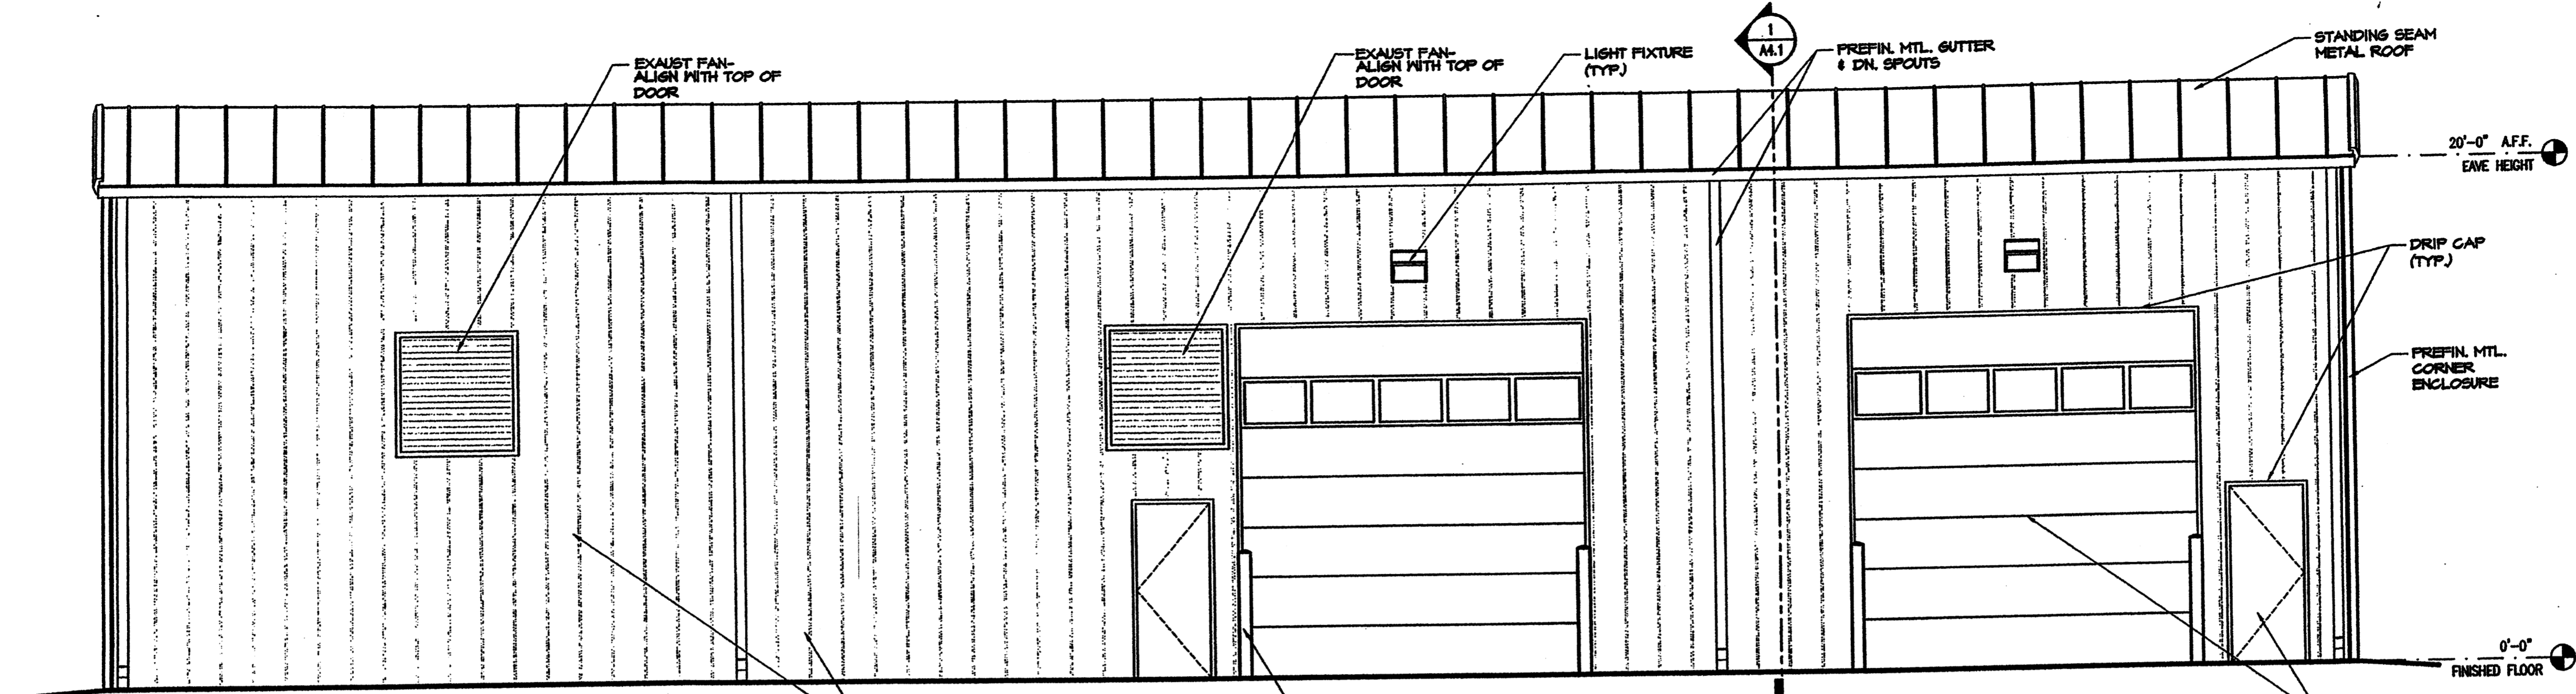 EXAUST FAN-
ALIGN WITH TOP OF
DOOR
EXAUST FAN-
ALIGN WITH TOP OF
DOOR
LIGHT FIXTURE
(TYP.)
1
A4.1
PREFIN. MTL. GUTTER
& DN. SPOUTS
STANDING SEAM
METAL ROOF
20'-0" A.F.F.
EAVE HEIGHT
DRIP CAP
(TYP.)
PREFIN. MTL.
CORNER
ENCLOSURE
0'-0"
FINISHED FLOOR